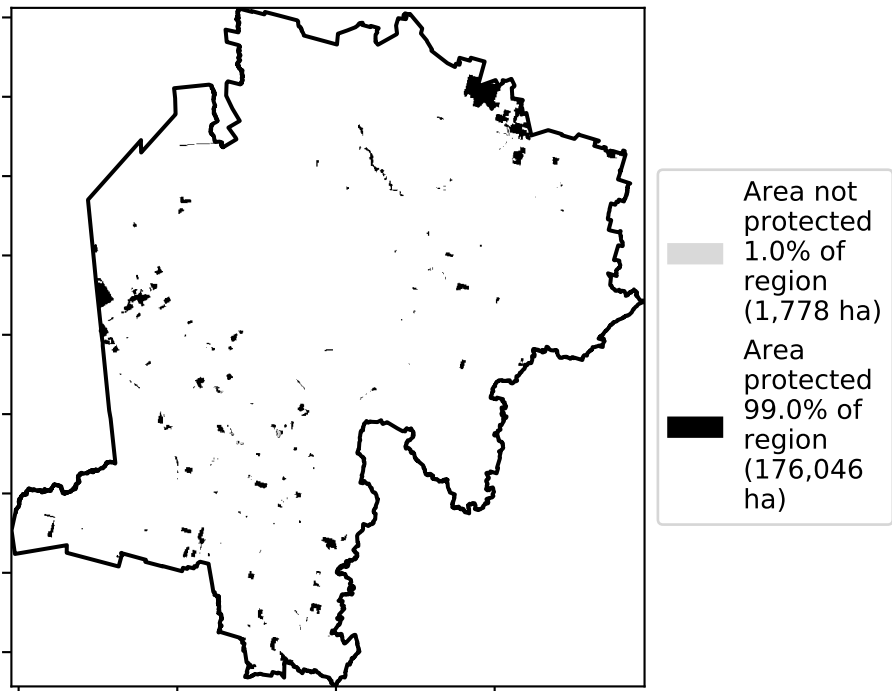 Area not
protected
1.0% of
region
(1,778 ha)
Area
protected
99.0% of
region
(176,046
ha)